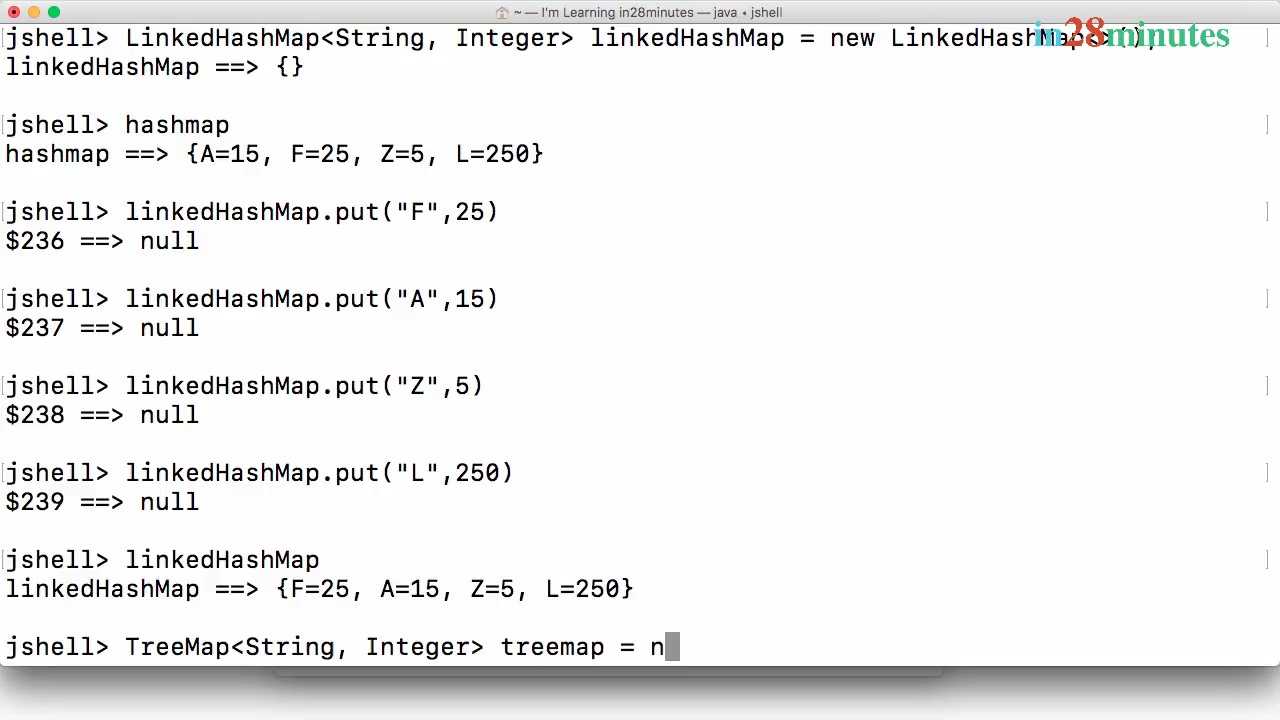 ~ — I'm Learning in28minutes — java ◂ jshell
in28minutes
jshell> LinkedHashMap<String, Integer> linkedHashMap = new LinkedHashMap
linkedHashMap ==> {}
jshell> hashmap
hashmap ==> {A=15, F=25, Z=5, L=250}
jshell> linkedHashMap.put("F",25)
$236 ==> null
jshell> linkedHashMap.put("A",15)
$237 ==> null
jshell> linkedHashMap.put("Z",5)
$238 ==> null
jshell> linkedHashMap.put("L",250)
$239 ==> null
jshell> linkedHashMap
linkedHashMap ==> {F=25, A=15, Z=5, L=250}
jshell> TreeMap<String, Integer> treemap = n